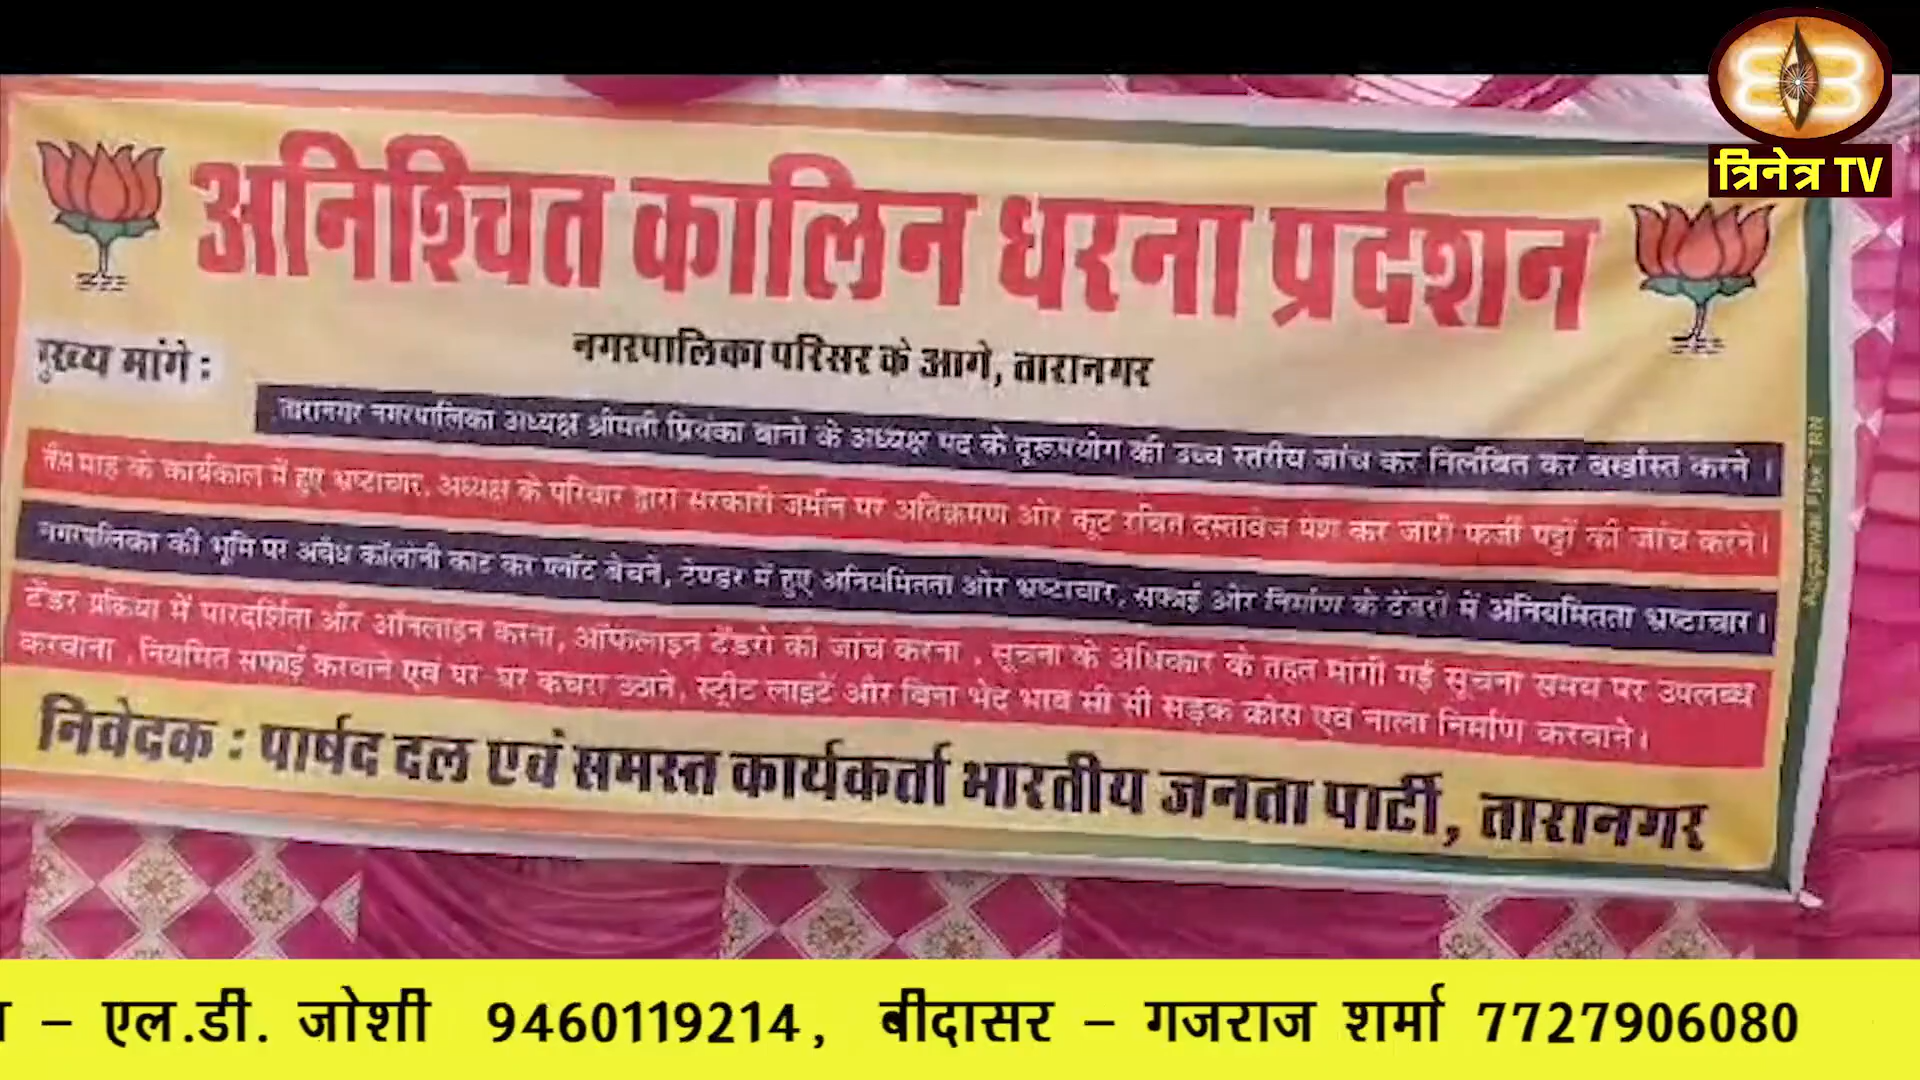 त्रिनेत्र TV
अनिश्चित कालिन धरना प्रर्दशन
नगरपालिका परिसर के आगे, तारानगर
मुख्य मांगे :
तारानगर नगरपालिका अध्यक्ष श्रीमती प्रियंका बानो के अध्यक्ष पद के दूरूपयोग की उच्च स्तरीय जांच कर निलंबित कर बर्खास्त करने ।
तीस माह के कार्यकाल में हुए भ्रष्टाचार, अध्यक्ष के परिवार द्वारा सरकारी जमीन पर अतिक्रमण ओर कूट रचित दस्तावेज पेश कर जारी फर्जी पट्टों की जांच करने।
नगरपालिका की भूमि पर अवैध कॉलोनी काट कर प्लॉट बेचने, टेण्डर में हुए अनियमितता ओर भ्रष्टाचार, सफाई ओर निर्माण के टेंडरो में अनियमितता भ्रष्टाचार।
टेंडर प्रकिया में पारदर्शिता और ऑनलाइन करना, ऑफलाइन टेंडरो की जांच करना , सूचना के अधिकार के तहत मांगी गई सूचना समय पर उपलब्ध
करवाना , नियमित सफाई करवाने एवं घर घर कचरा उठाने, स्ट्रीट लाइटे और बिना भेद भाव सी सी सड़क क्रोस एवं नाला निर्माण करवाने।
निवेदक : पार्षद दल एवं समस्त कार्यकर्ता भारतीय जनता पार्टी, तारानगर
– एल.डी. जोशी 9460119214, बीदासर – गजराज शर्मा 7727906080